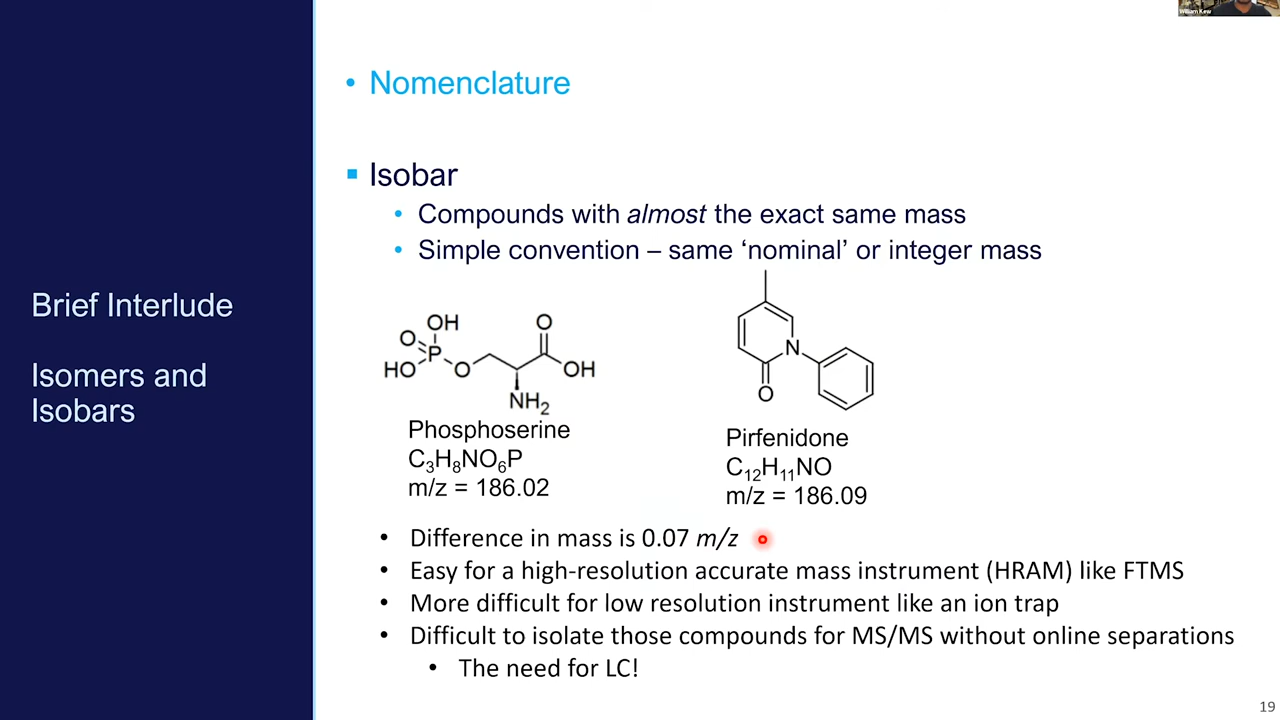 William Kew
• Nomenclature
▪ Isobar
• Compounds with almost the exact same mass
• Simple convention – same ‘nominal’ or integer mass
Brief Interlude
Isomers and
Isobars
OH
O
P
HO
O
O
OH
NH₂
Phosphoserine
C₃H₈NO₆P
m/z = 186.02
N
O
Pirfenidone
C₁₂H₁₁NO
m/z = 186.09
• Difference in mass is 0.07 m/z
• Easy for a high-resolution accurate mass instrument (HRAM) like FTMS
• More difficult for low resolution instrument like an ion trap
• Difficult to isolate those compounds for MS/MS without online separations
• The need for LC!
19